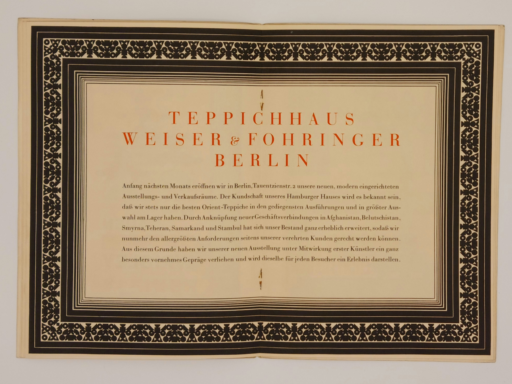 TEPPICHHAUS
WEISER & FOHRINGER
BERLIN
Anfang nächsten Monats eröffnen wir in Berlin, Tauentzienstr. 2 unsere neuen, modern eingerichteten
Ausstellungs- und Verkaufsräume. Der Kundschaft unseres Hamburger Hauses wird es bekannt sein,
daß wir stets nur die besten Orient-Teppiche in den gediegensten Ausführungen und in größter Aus-
wahl am Lager haben. Durch Anknüpfung neuer Geschäftsverbindungen in Afghanistan, Belutschistan,
Smyrna, Teheran, Samarkand und Stambul hat sich unser Bestand ganz erheblich erweitert, sodaß wir
nunmehr den allergrößten Anforderungen seitens unserer verehrten Kunden gerecht werden können.
Aus diesem Grunde haben wir unserer neuen Ausstellung unter Mitwirkung erster Künstler ein ganz
besonders vornehmes Gepräge verliehen und wird dieselbe für jeden Besucher ein Erlebnis darstellen.